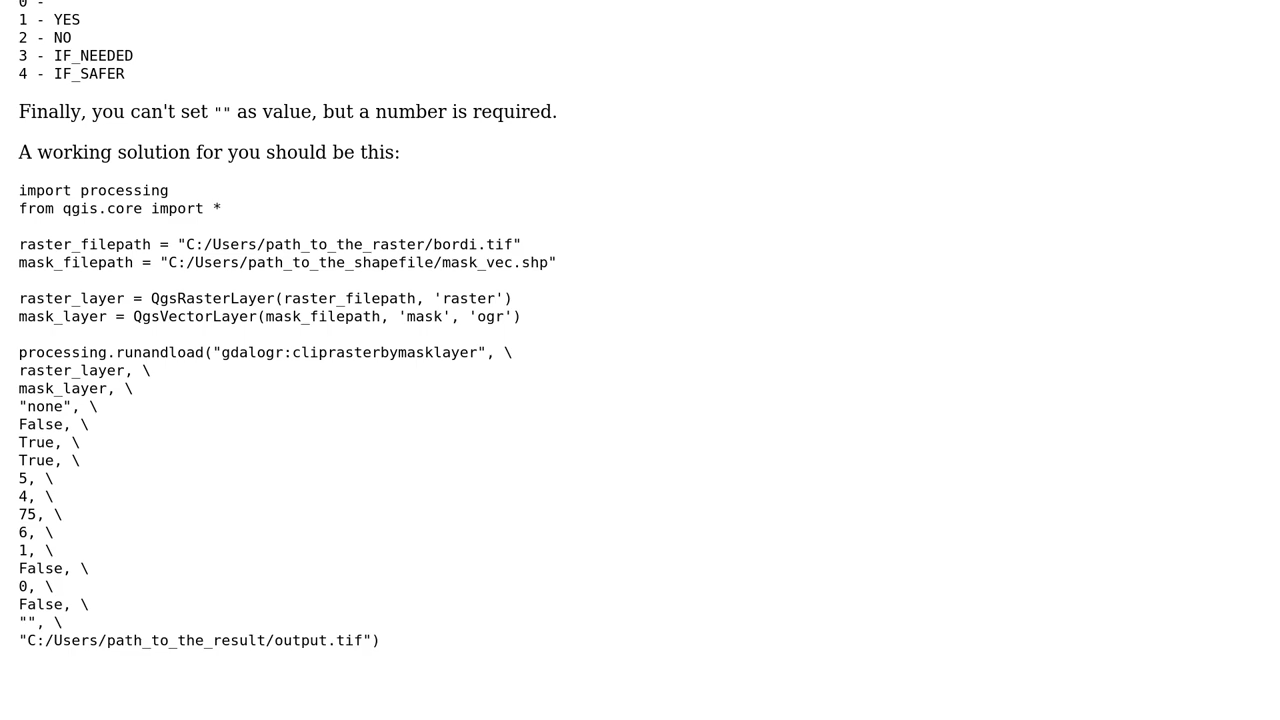 0 -
1 - YES
2 - NO
3 - IF_NEEDED
4 - IF_SAFER
Finally, you can't set "" as value, but a number is required.
A working solution for you should be this:
import processing
from qgis.core import *
raster_filepath = "C:/Users/path_to_the_raster/bordi.tif"
mask_filepath = "C:/Users/path_to_the_shapefile/mask_vec.shp"
raster_layer = QgsRasterLayer(raster_filepath, 'raster')
mask_layer = QgsVectorLayer(mask_filepath, 'mask', 'ogr')
processing.runandload("gdalogr:cliprasterbymasklayer", \
raster_layer, \
mask_layer, \
"none", \
False, \
True, \
True, \
5, \
4, \
75, \
6, \
1, \
False, \
0, \
False, \
"", \
"C:/Users/path_to_the_result/output.tif")